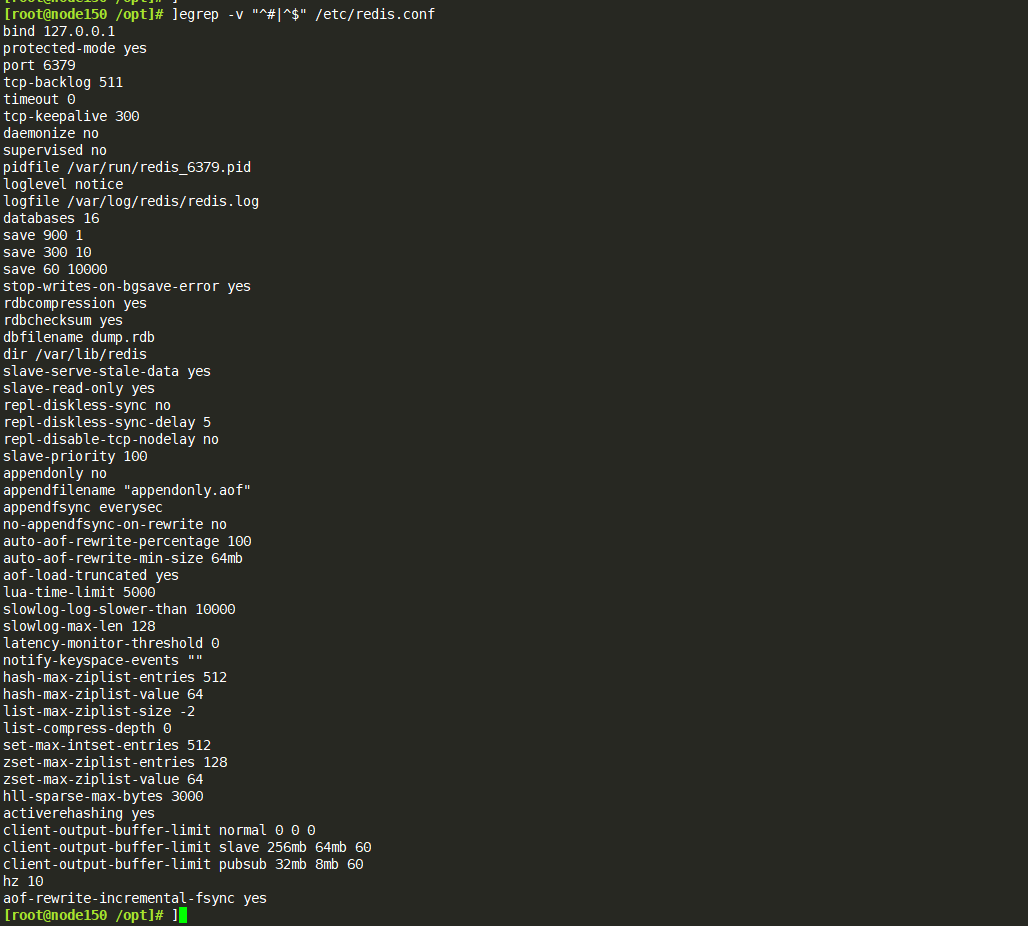 [root@node150 /opt]# ]egrep -v "^#|^$" /etc/redis.conf
bind 127.0.0.1
protected-mode yes
port 6379
tcp-backlog 511
timeout 0
tcp-keepalive 300
daemonize no
supervised no
pidfile /var/run/redis_6379.pid
loglevel notice
logfile /var/log/redis/redis.log
databases 16
save 900 1
save 300 10
save 60 10000
stop-writes-on-bgsave-error yes
rdbcompression yes
rdbchecksum yes
dbfilename dump.rdb
dir /var/lib/redis
slave-serve-stale-data yes
slave-read-only yes
repl-diskless-sync no
repl-diskless-sync-delay 5
repl-disable-tcp-nodelay no
slave-priority 100
appendonly no
appendfilename "appendonly.aof"
appendfsync everysec
no-appendfsync-on-rewrite no
auto-aof-rewrite-percentage 100
auto-aof-rewrite-min-size 64mb
aof-load-truncated yes
lua-time-limit 5000
slowlog-log-slower-than 10000
slowlog-max-len 128
latency-monitor-threshold 0
notify-keyspace-events ""
hash-max-ziplist-entries 512
hash-max-ziplist-value 64
list-max-ziplist-size -2
list-compress-depth 0
set-max-intset-entries 512
zset-max-ziplist-entries 128
zset-max-ziplist-value 64
hll-sparse-max-bytes 3000
activerehashing yes
client-output-buffer-limit normal 0 0 0
client-output-buffer-limit slave 256mb 64mb 60
client-output-buffer-limit pubsub 32mb 8mb 60
hz 10
aof-rewrite-incremental-fsync yes
[root@node150 /opt]# ]